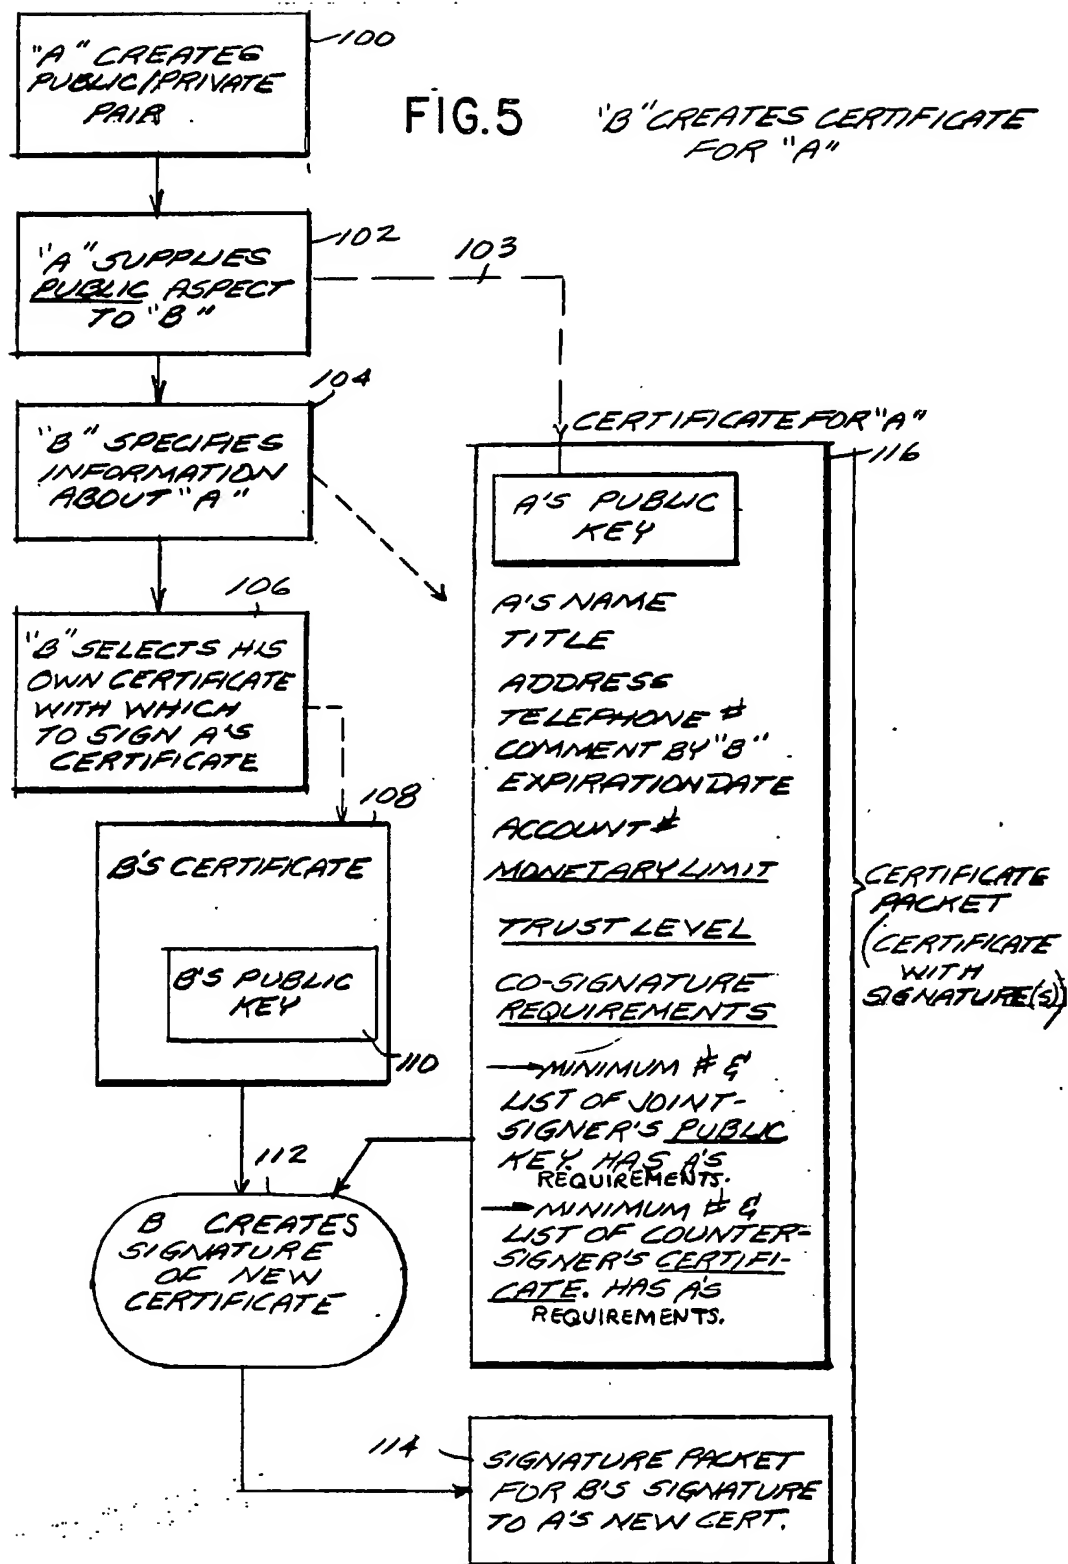 100
"A" CREATES
PUBLIC/PRIVATE
PAIR
FIG.5
"B" CREATES CERTIFICATE
FOR "A"
102
"A" SUPPLIES
PUBLIC ASPECT
TO "B"
103
104
"B" SPECIFIES
INFORMATION
ABOUT "A"
106
"B" SELECTS HIS
OWN CERTIFICATE
WITH WHICH
TO SIGN A'S
CERTIFICATE
108
B'S CERTIFICATE
B'S PUBLIC
KEY
110
112
B CREATES
SIGNATURE
OF NEW
CERTIFICATE
CERTIFICATE FOR "A"
116
A'S PUBLIC
KEY
A'S NAME
TITLE
ADDRESS
TELEPHONE #
COMMENT BY "B"
EXPIRATION DATE
ACCOUNT #
MONETARY LIMIT
TRUST LEVEL
CO-SIGNATURE
REQUIREMENTS
→MINIMUM # &
LIST OF JOINT-
SIGNER'S PUBLIC
KEY. HAS A'S
REQUIREMENTS.
→MINIMUM # &
LIST OF COUNTER-
SIGNER'S CERTIFI-
CATE. HAS A'S
REQUIREMENTS.
CERTIFICATE
PACKET
(CERTIFICATE
WITH
SIGNATURE(S))
114
SIGNATURE PACKET
FOR B'S SIGNATURE
TO A'S NEW CERT.